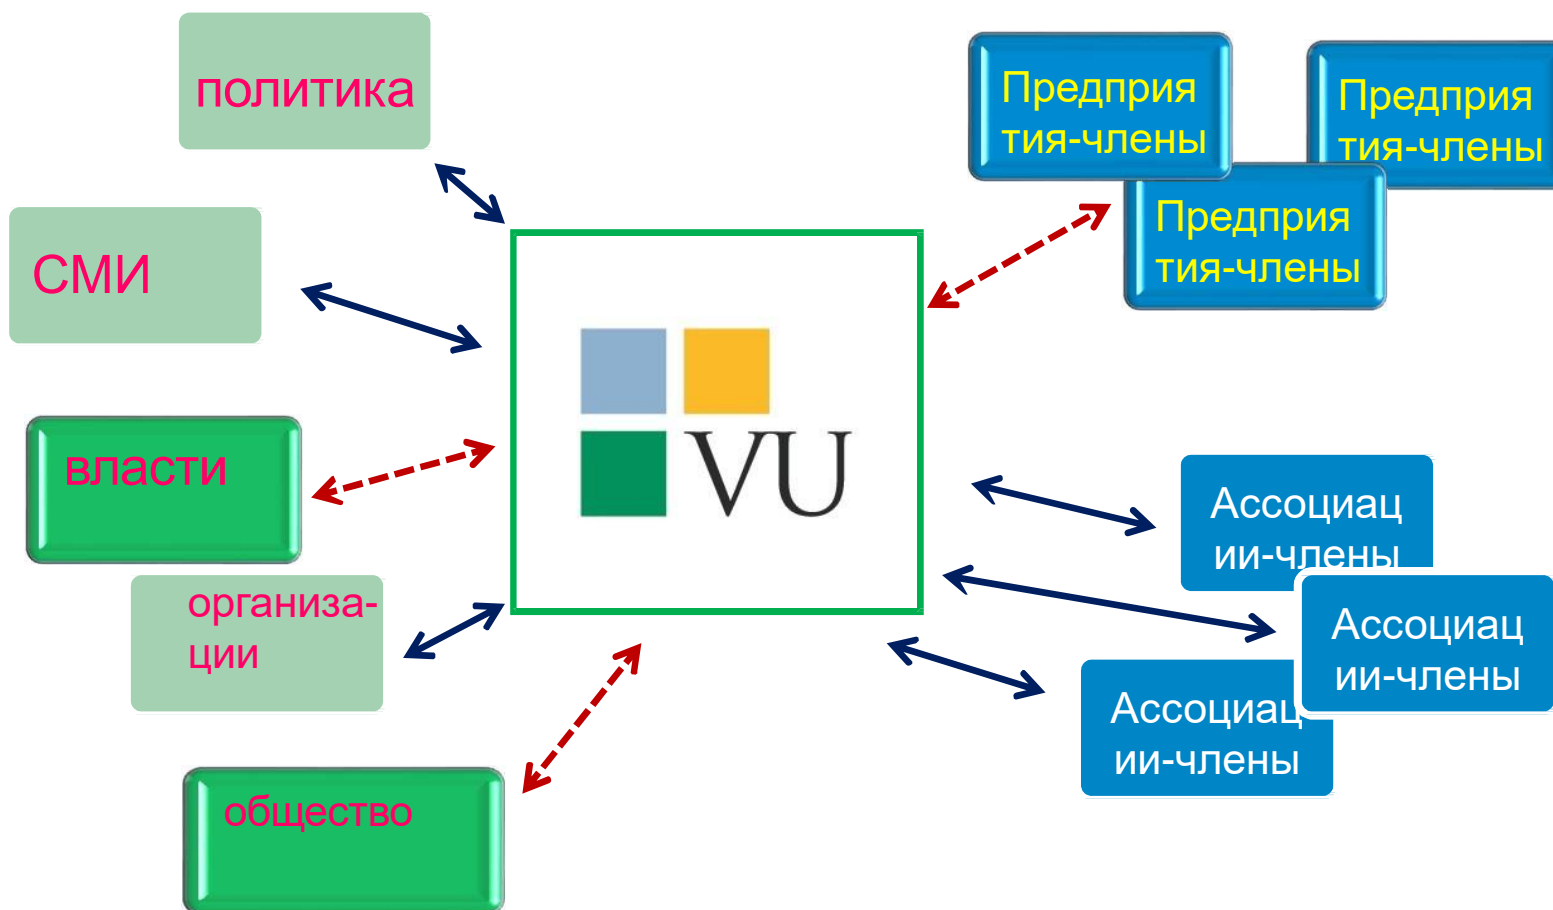 политика
СМИ
власти
организа-
ции
общество
VU
Предприя
тия-члены
Предприя
тия-члены
Предприя
тия-члены
Ассоциац
ии-члены
Ассоциац
ии-члены
Ассоциац
ии-члены